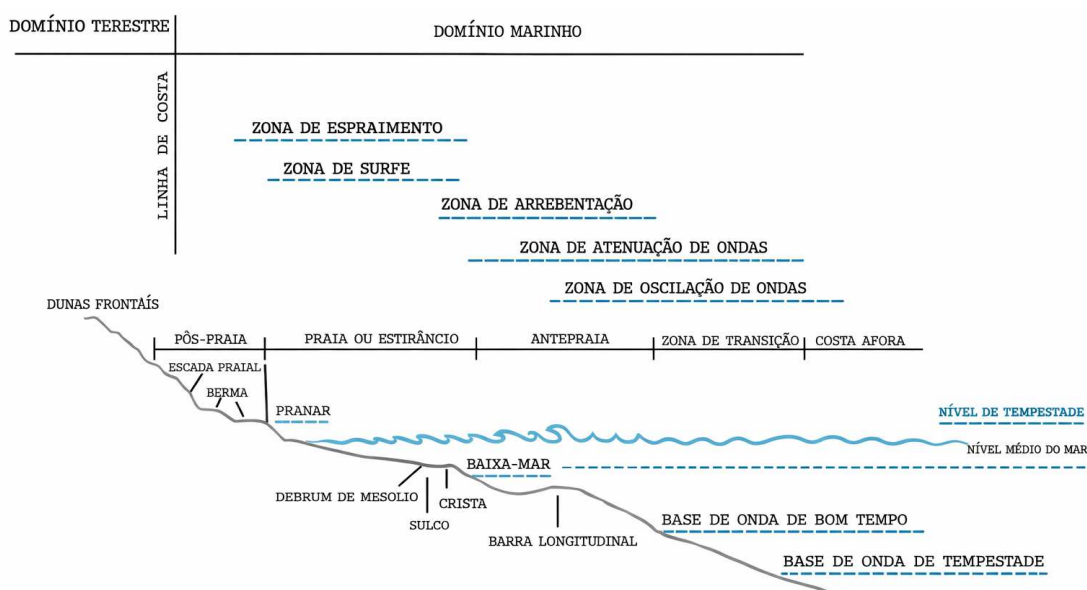 DOMÍNIO TERESTRE
DOMÍNIO MARINHO
LINHA DE COSTA
ZONA DE ESPRAIMENTO
ZONA DE SURFE
ZONA DE ARREBENTAÇÃO
ZONA DE ATENUAÇÃO DE ONDAS
ZONA DE OSCILAÇÃO DE ONDAS
DUNAS FRONTAÍS
PÔS-PRAIA
PRAIA OU ESTIRÂNCIO
ANTEPRAIA
ZONA DE TRANSIÇÃO
COSTA AFORA
ESCADA PRAIAL
BERMA
PRANAR
NÍVEL DE TEMPESTADE
NÍVEL MÉDIO DO MAR
BAIXA-MAR
DEBRUM DE MESOLIO
CRISTA
SULCO
BARRA LONGITUDINAL
BASE DE ONDA DE BOM TEMPO
BASE DE ONDA DE TEMPESTADE